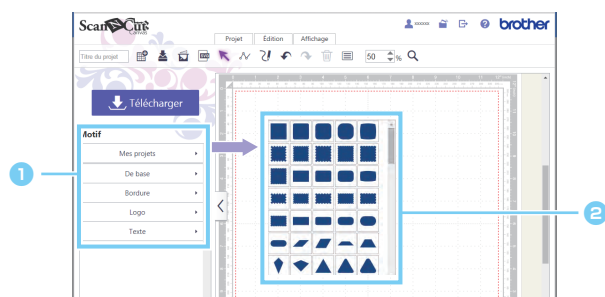 ScanNCut
Canvas
xxxxxx
brother
Projet Édition Affichage
Titre du projet
50 %
Télécharger
Motif
Mes projets
De base
Bordure
Logo
Texte
1
2